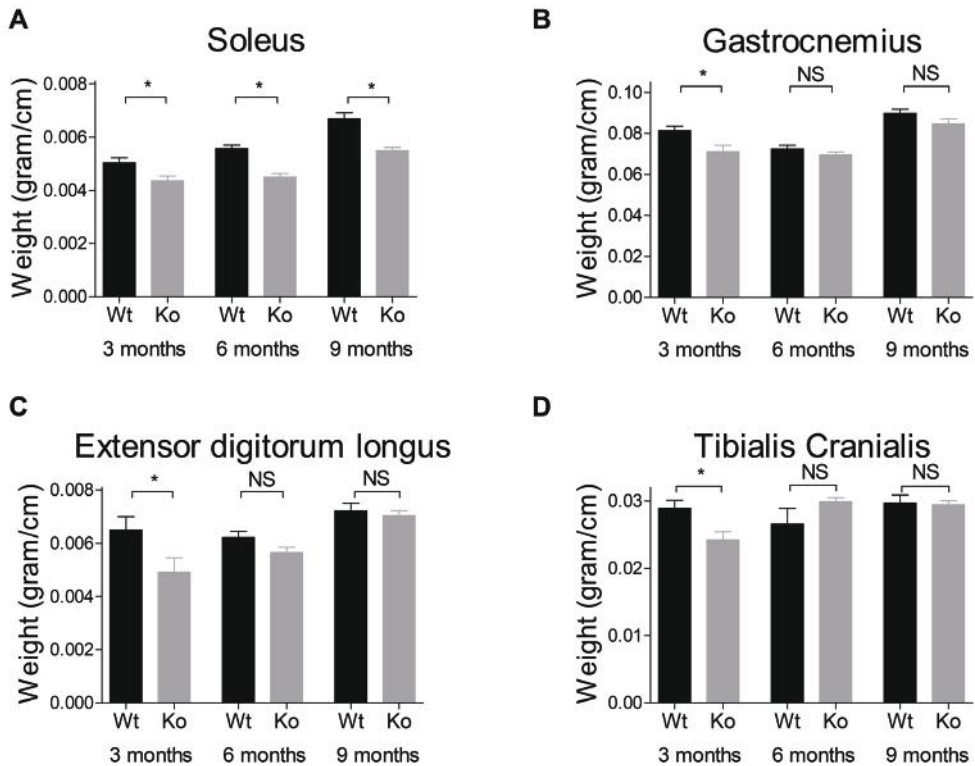 A
Soleus
Weight (gram/cm)
0.008
0.006
0.004
0.002
0.000
* * *
Wt Ko Wt Ko Wt Ko
3 months 6 months 9 months
B
Gastrocnemius
Weight (gram/cm)
0.10
0.08
0.06
0.04
0.02
0.00
* NS NS
Wt Ko Wt Ko Wt Ko
3 months 6 months 9 months
C
Extensor digitorum longus
Weight (gram/cm)
0.008
0.006
0.004
0.002
0.000
* NS NS
Wt Ko Wt Ko Wt Ko
3 months 6 months 9 months
D
Tibialis Cranialis
Weight (gram/cm)
0.03
0.02
0.01
0.00
* NS NS
Wt Ko Wt Ko Wt Ko
3 months 6 months 9 months